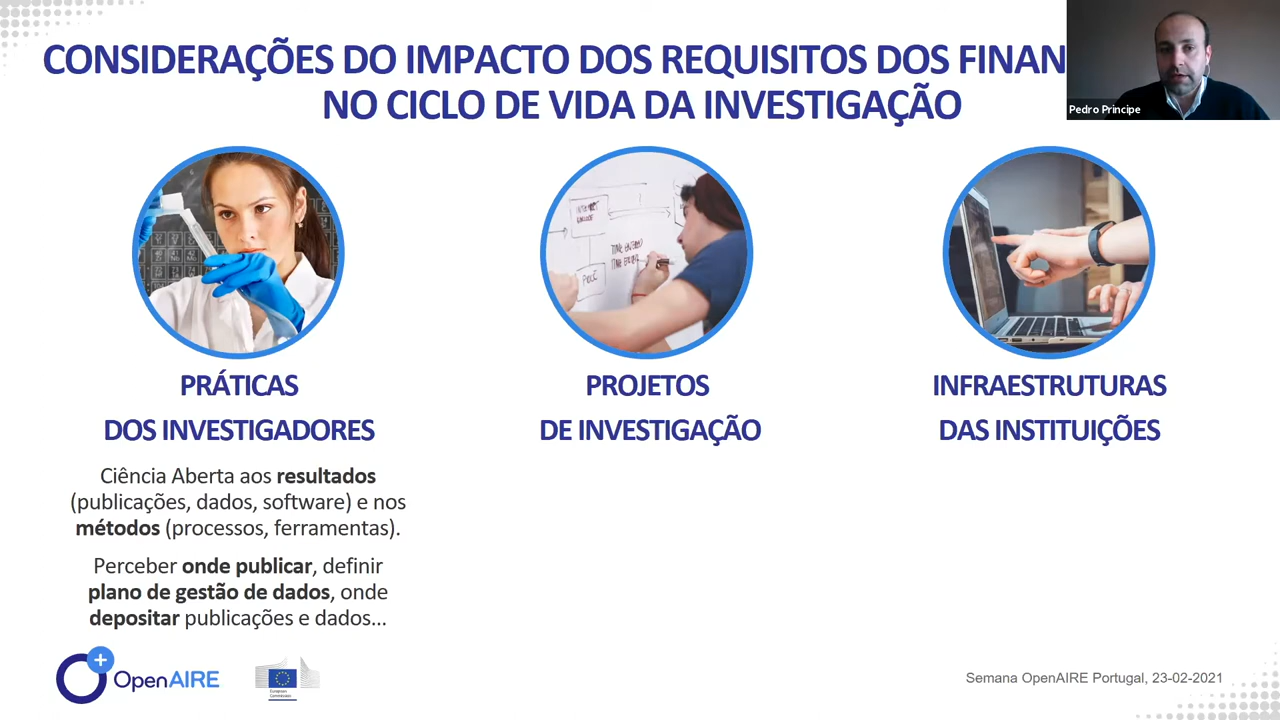 CONSIDERAÇÕES DO IMPACTO DOS REQUISITOS DOS
NO CICLO DE VIDA DA INVESTIGAÇÃO
Pedro Principe
PRÁTICAS
DOS INVESTIGADORES
Ciência Aberta aos resultados
(publicações, dados, software) e nos
métodos (processos, ferramentas).
Perceber onde publicar, definir
plano de gestão de dados, onde
depositar publicações e dados...
PROJETOS
DE INVESTIGAÇÃO
INFRAESTRUTURAS
DAS INSTITUIÇÕES
OpenAIRE
European
Commission
Semana OpenAIRE Portugal, 23-02-2021